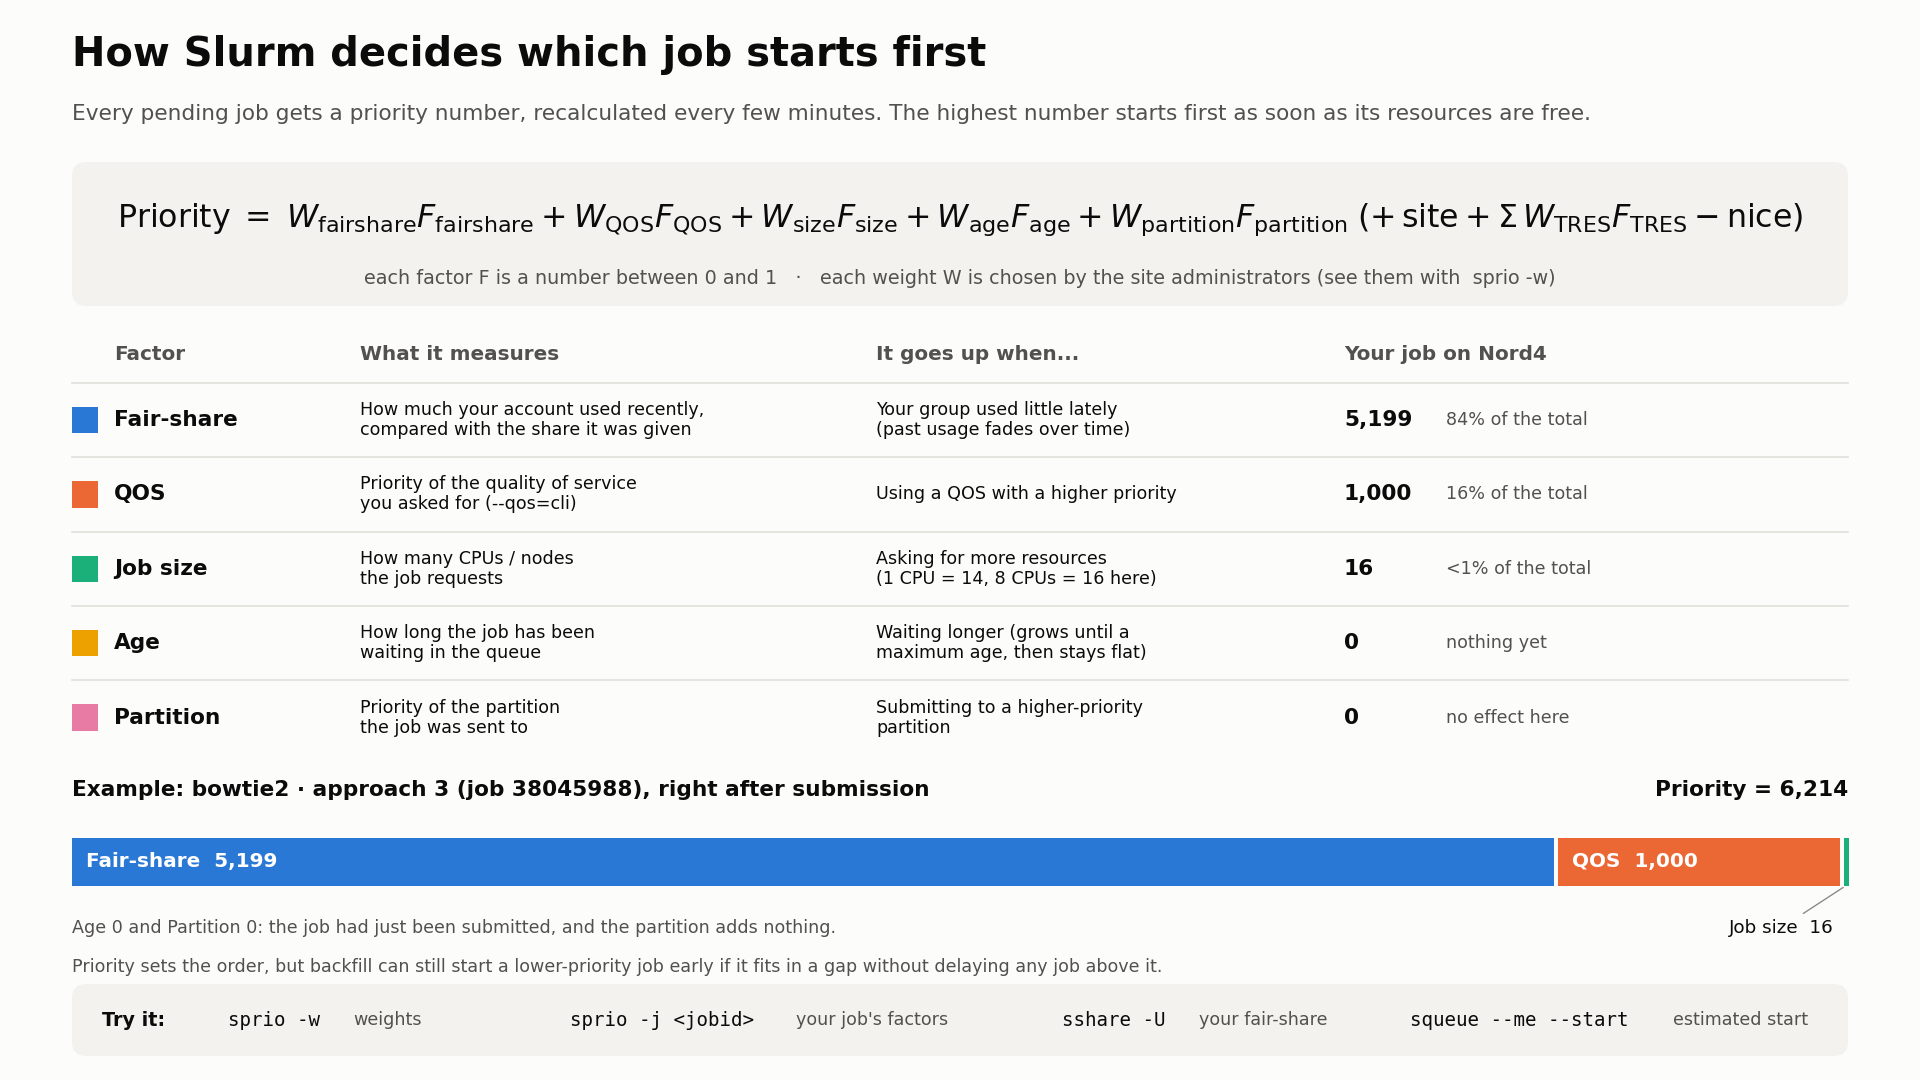 How Slurm decides which job starts first
Every pending job gets a priority number, recalculated every few minutes. The highest number starts first as soon as its resources are free.
Priority = W_fairshare F_fairshare + W_QOS F_QOS + W_size F_size + W_age F_age + W_partition F_partition (+ site + Σ W_TRES F_TRES − nice)
each factor F is a number between 0 and 1 · each weight W is chosen by the site administrators (see them with sprio -w)
Factor What it measures It goes up when... Your job on Nord4
Fair-share
How much your account used recently,
compared with the share it was given
Your group used little lately
(past usage fades over time)
5,199 84% of the total
QOS
Priority of the quality of service
you asked for (--qos=cli)
Using a QOS with a higher priority
1,000 16% of the total
Job size
How many CPUs / nodes
the job requests
Asking for more resources
(1 CPU = 14, 8 CPUs = 16 here)
16 <1% of the total
Age
How long the job has been
waiting in the queue
Waiting longer (grows until a
maximum age, then stays flat)
0 nothing yet
Partition
Priority of the partition
the job was sent to
Submitting to a higher-priority
partition
0 no effect here
Example: bowtie2 · approach 3 (job 38045988), right after submission Priority = 6,214
Fair-share 5,199 QOS 1,000
Age 0 and Partition 0: the job had just been submitted, and the partition adds nothing. Job size 16
Priority sets the order, but backfill can still start a lower-priority job early if it fits in a gap without delaying any job above it.
Try it: sprio -w weights sprio -j <jobid> your job's factors sshare -U your fair-share squeue --me --start estimated start